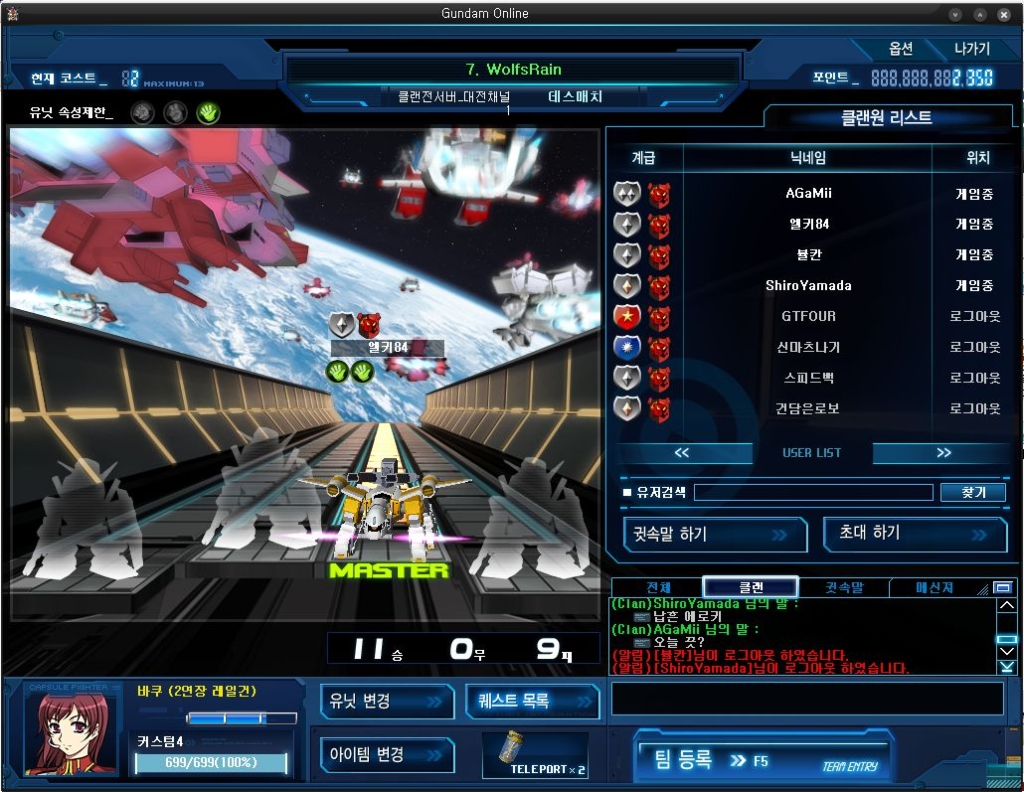 Gundam Online
옵션
나가기
현재 코스트_ 2 MAXIMUM:13
7. WolfsRain
포인트_ 2,350
클랜전서버_대전채널 1
데스매치
유닛 속성제한_
클랜원 리스트
계급 닉네임 위치
AGaMii 게임중
엘키84 게임중
뷸칸 게임중
ShiroYamada 게임중
GTFOUR 로그아웃
신마츠나기 로그아웃
스피드백 로그아웃
건담은로보 로그아웃
엘키84
<< USER LIST >>
■ 유저검색 찾기
귓속말 하기
초대 하기
MASTER
전체 클랜 귓속말 메신저
(Clan)ShiroYamada 님의 말 :
납흔 에로키
(Clan)AGaMii 님의 말 :
오늘 끗?
(알림)[뷸칸]님이 로그아웃 하였습니다.
(알림)[ShiroYamada]님이 로그아웃 하였습니다.
11 승 0 무 9 패
CAPSULE FIGHTER
바쿠 (2연장 레일건)
커스텀4
699/699(100%)
유닛 변경
퀘스트 목록
아이템 변경
TELEPORT×2
팀 등록 >> F5
TEAM ENTRY